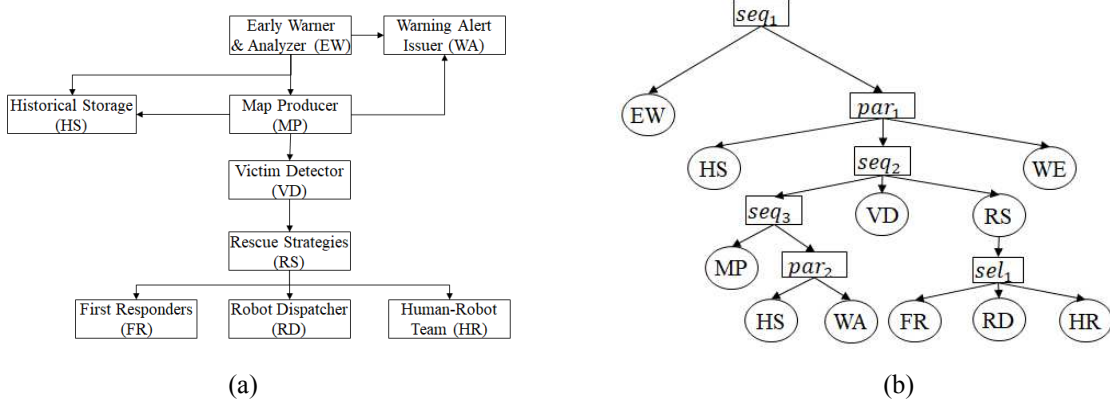 Early Warner
& Analyzer (EW)
Warning Alert
Issuer (WA)
Historical Storage
(HS)
Map Producer
(MP)
Victim Detector
(VD)
Rescue Strategies
(RS)
First Responders
(FR)
Robot Dispatcher
(RD)
Human-Robot
Team (HR)
(a)
seq₁
EW
par₁
HS
seq₂
WE
seq₃
VD
RS
MP
par₂
sel₁
HS
WA
FR
RD
HR
(b)